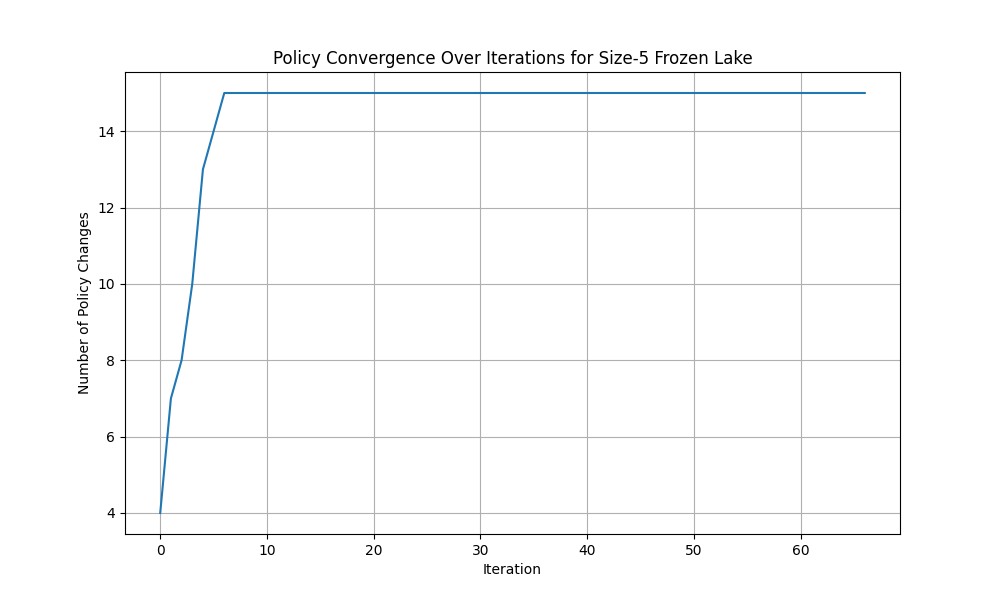 Policy Convergence Over Iterations for Size-5 Frozen Lake
14
12
10
8
6
4
Number of Policy Changes
0 10 20 30 40 50 60
Iteration